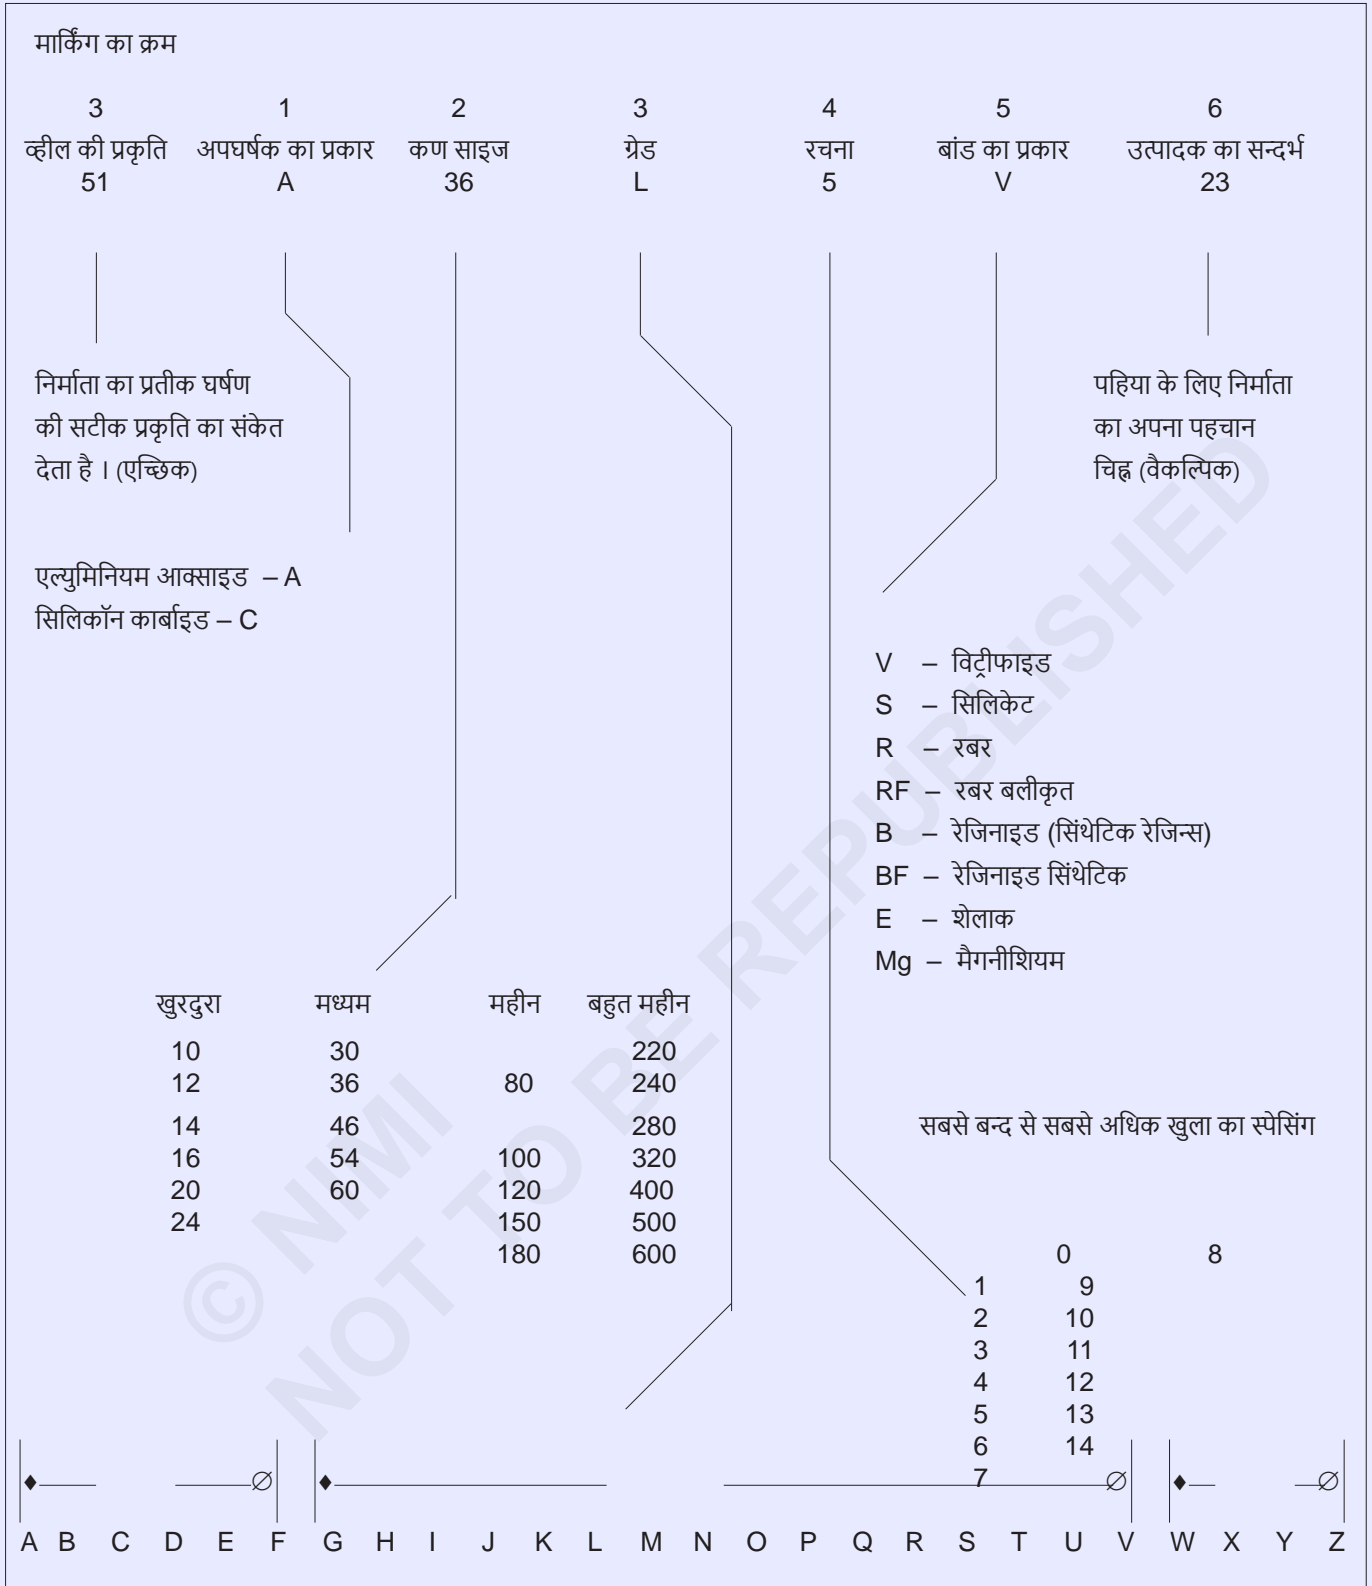 मार्किंग का क्रम
3 1 2 3 4 5 6
व्हील की प्रकृति अपघर्षक का प्रकार कण साइज ग्रेड रचना बांड का प्रकार उत्पादक का सन्दर्भ
51 A 36 L 5 V 23
निर्माता का प्रतीक घर्षण
की सटीक प्रकृति का संकेत
देता है । (एच्छिक)
पहिया के लिए निर्माता
का अपना पहचान
चिह्न (वैकल्पिक)
एल्युमिनियम आक्साइड – A
सिलिकॉन कार्बाइड – C
V – विट्रीफाइड
S – सिलिकेट
R – रबर
RF – रबर बलीकृत
B – रेजिनाइड (सिंथेटिक रेजिन्स)
BF – रेजिनाइड सिंथेटिक
E – शेलाक
Mg – मैगनीशियम
खुरदुरा मध्यम महीन बहुत महीन
10 30 220
12 36 80 240
14 46 280
16 54 100 320
20 60 120 400
24 150 500
180 600
सबसे बन्द से सबसे अधिक खुला का स्पेसिंग
0 8
1 9
2 10
3 11
4 12
5 13
6 14
7
A B C D E F G H I J K L M N O P Q R S T U V W X Y Z
© NIMI
NOT TO BE REPUBLISHED